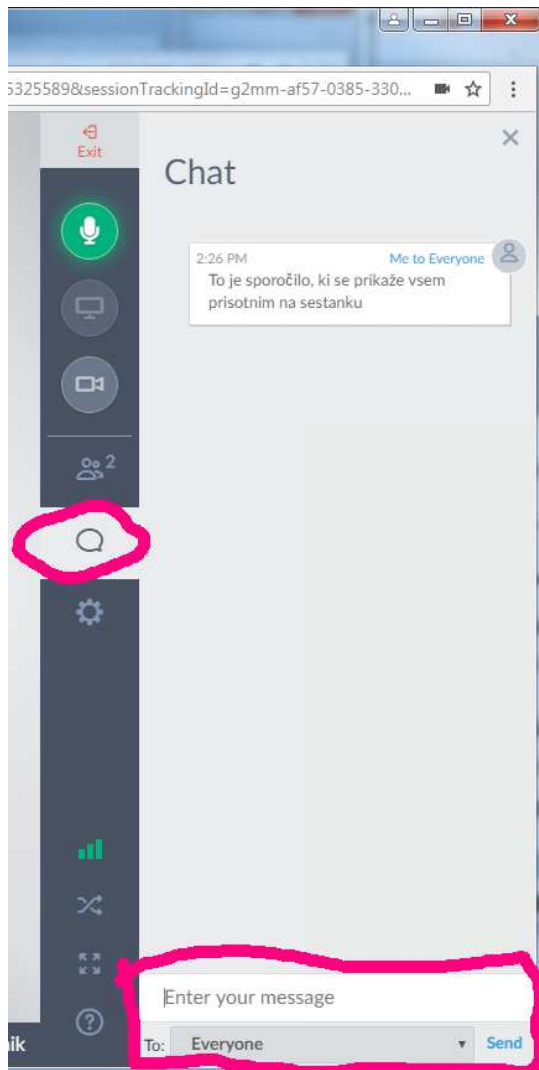 5325589&sessionTrackingId=g2mm-af57-0385-330...
Exit
Chat
2:26 PM Me to Everyone
To je sporočilo, ki se prikaže vsem
prisotnim na sestanku
2
Enter your message
nik
To: Everyone Send